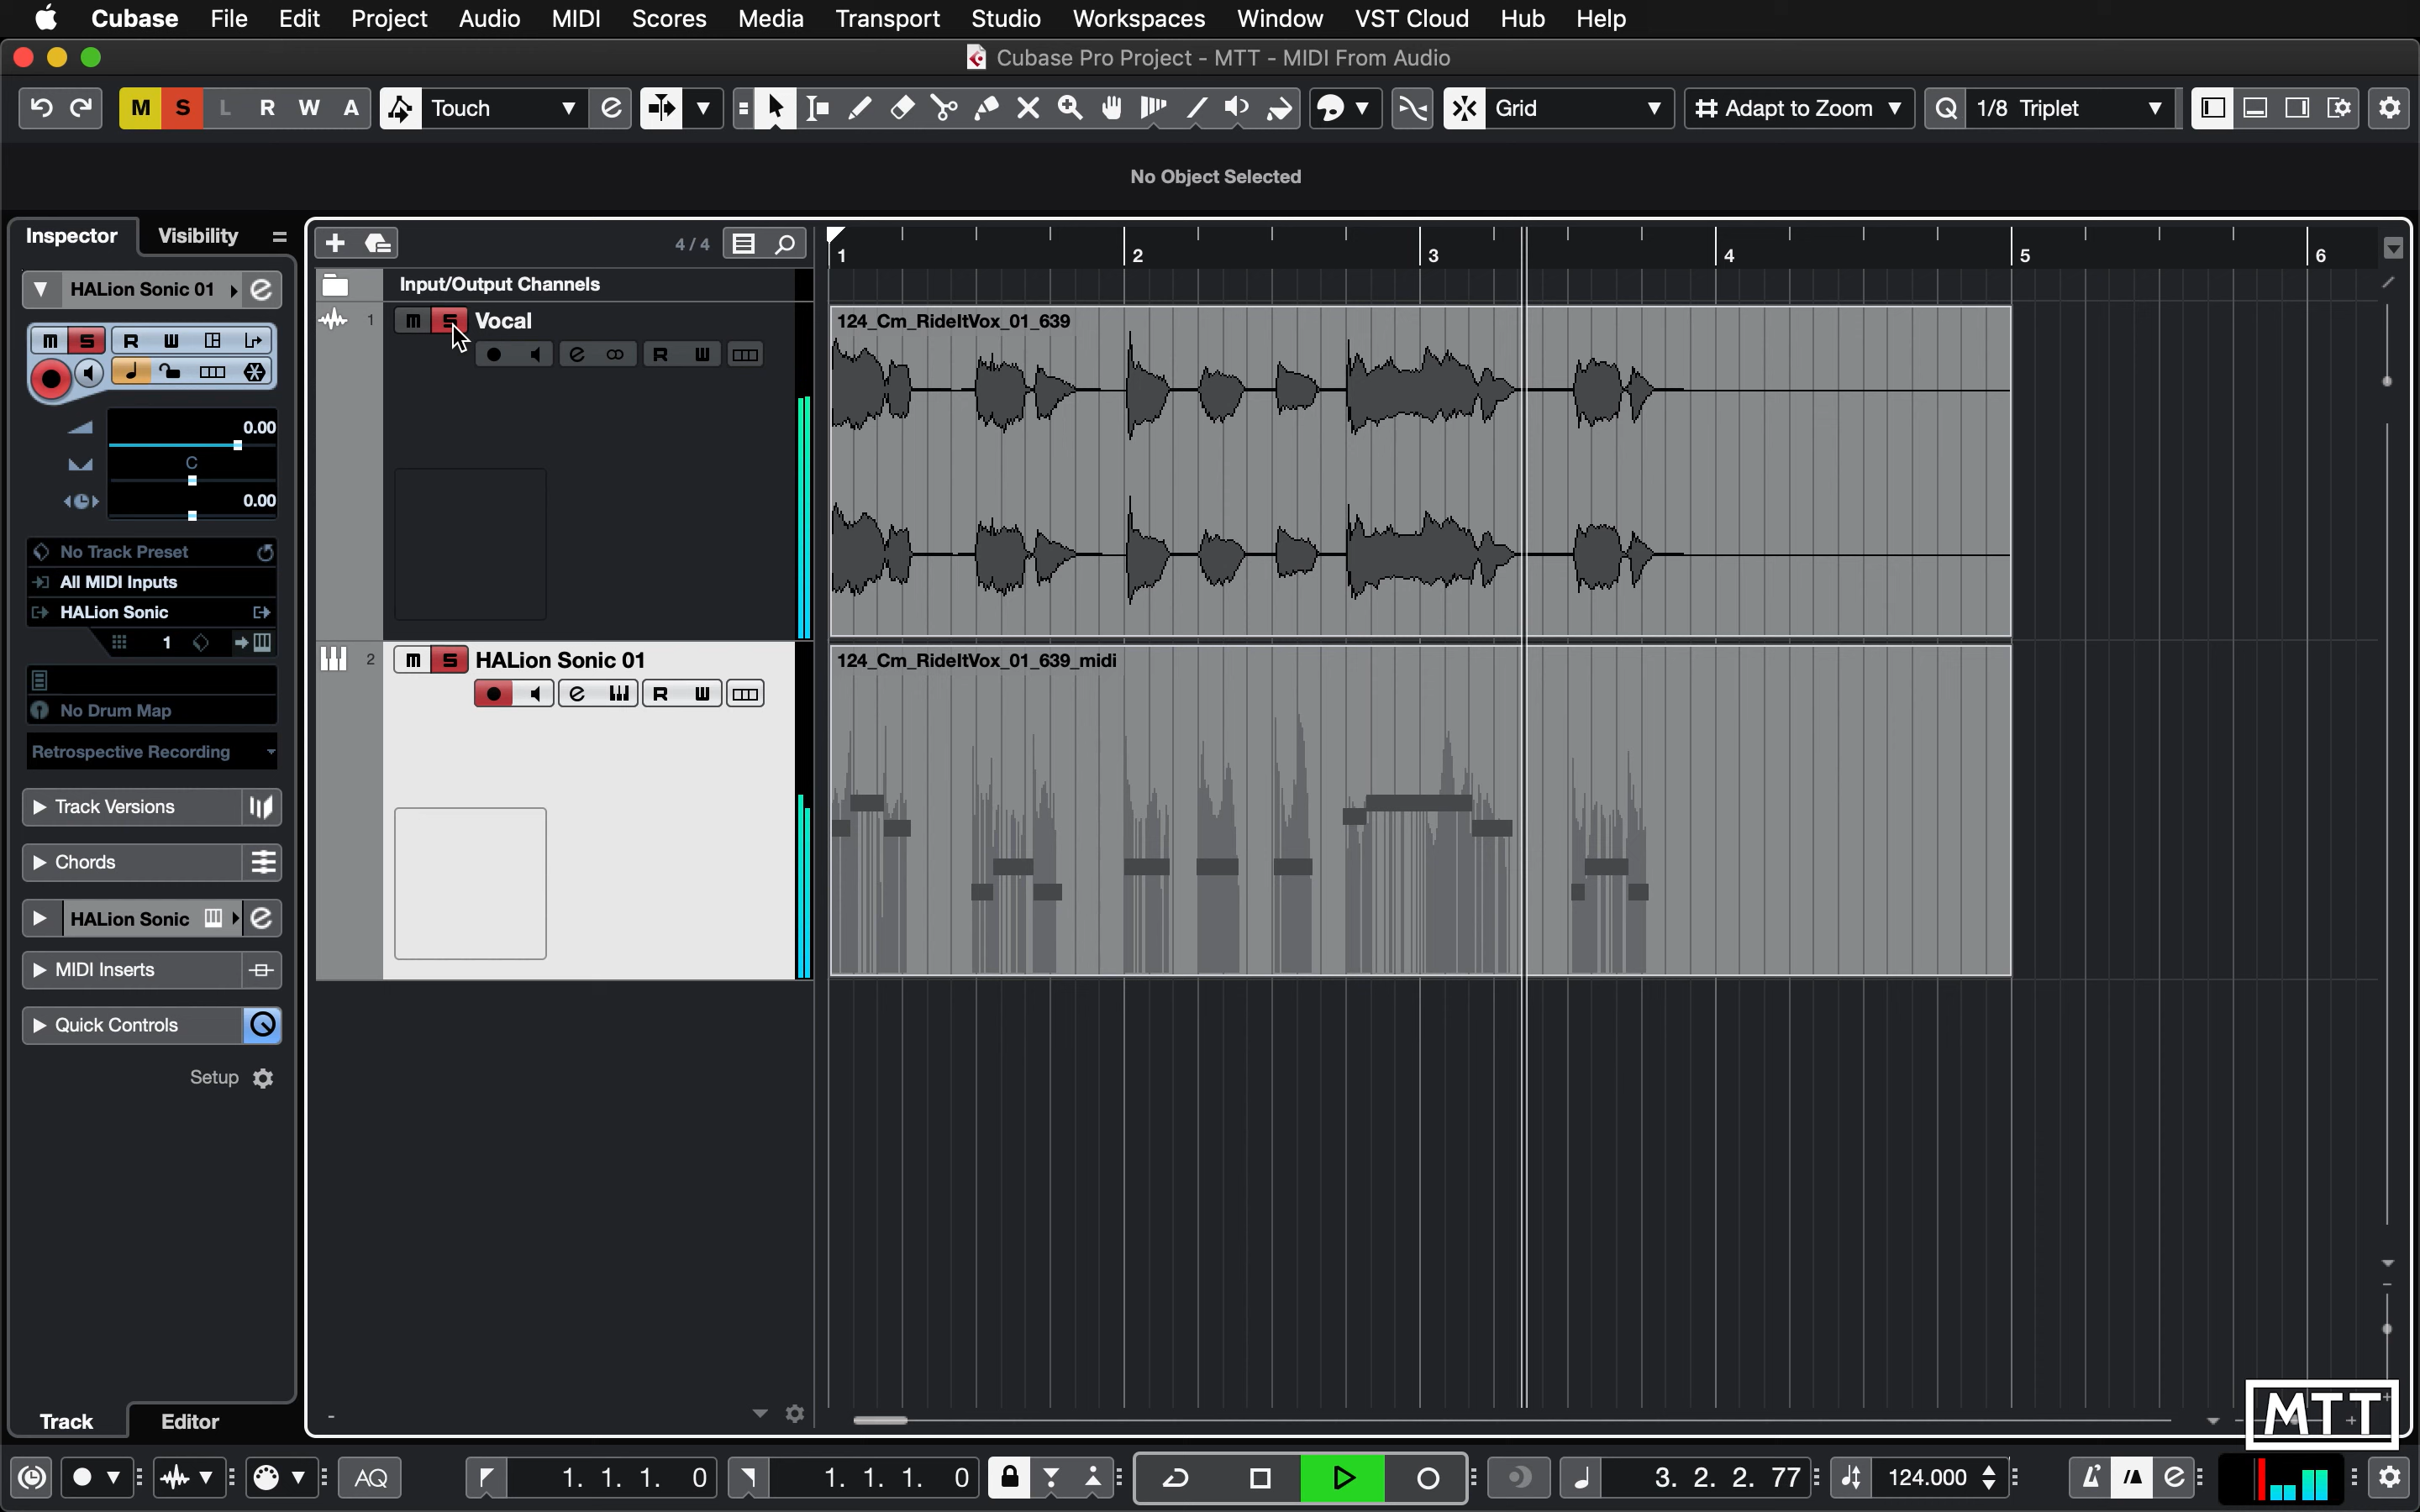 Cubase File Edit Project Audio MIDI Scores Media Transport Studio Workspaces Window VST Cloud Hub Help
Cubase Pro Project - MTT - MIDI From Audio
M S L R W A Touch e Grid Adapt to Zoom Q 1/8 Triplet
No Object Selected
Inspector Visibility
4 / 4
1 2 3 4 5 6
HALion Sonic 01 e
Input/Output Channels
1 M S Vocal
124_Cm_RideItVox_01_639
M S R W
e R W
0.00
C
0.00
No Track Preset
All MIDI Inputs
HALion Sonic
1
2 M S HALion Sonic 01
124_Cm_RideItVox_01_639_midi
e R W
No Drum Map
Retrospective Recording
Track Versions
Chords
HALion Sonic e
MIDI Inserts
Quick Controls
Setup
Track Editor
MTT
AQ 1. 1. 1. 0 1. 1. 1. 0 3. 2. 2. 77 124.000 e